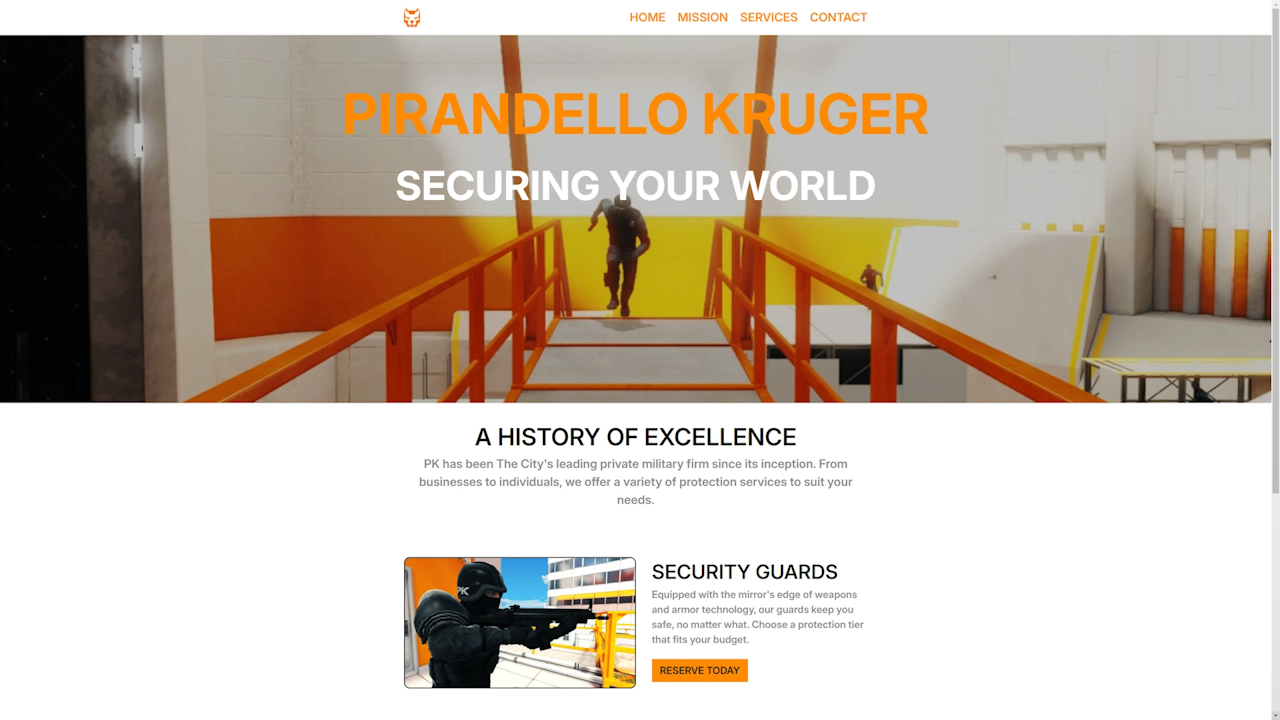 HOME MISSION SERVICES CONTACT
PIRANDELLO KRUGER
SECURING YOUR WORLD
A HISTORY OF EXCELLENCE
PK has been The City's leading private military firm since its inception. From
businesses to individuals, we offer a variety of protection services to suit your
needs.
PK
SECURITY GUARDS
Equipped with the mirror's edge of weapons
and armor technology, our guards keep you
safe, no matter what. Choose a protection tier
that fits your budget.
RESERVE TODAY